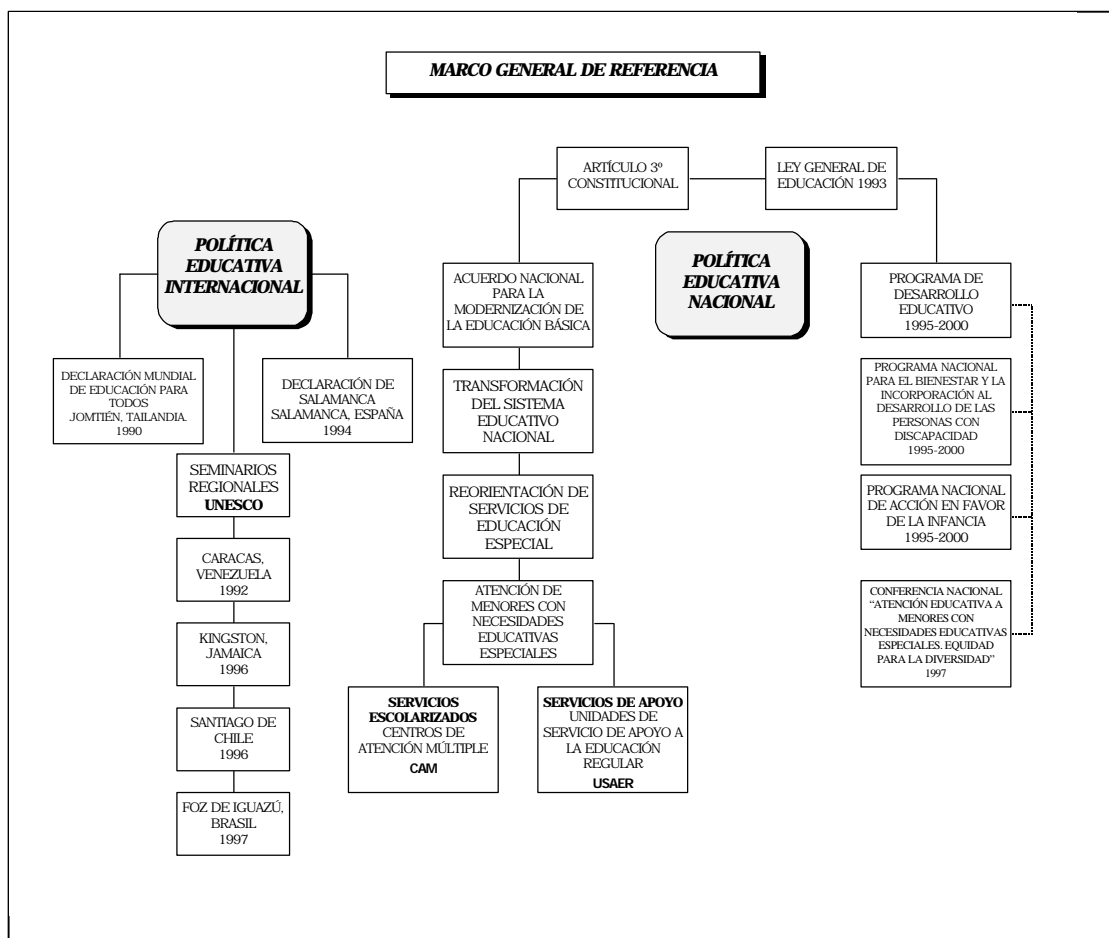 MARCO GENERAL DE REFERENCIA
ARTÍCULO 3º
CONSTITUCIONAL
LEY GENERAL DE
EDUCACIÓN 1993
POLÍTICA
EDUCATIVA
INTERNACIONAL
POLÍTICA
EDUCATIVA
NACIONAL
DECLARACIÓN MUNDIAL
DE EDUCACIÓN PARA
TODOS
JOMTIÉN, TAILANDIA.
1990
DECLARACIÓN DE
SALAMANCA
SALAMANCA, ESPAÑA
1994
SEMINARIOS
REGIONALES
UNESCO
CARACAS,
VENEZUELA
1992
KINGSTON,
JAMAICA
1996
SANTIAGO DE
CHILE
1996
FOZ DE IGUAZÚ,
BRASIL
1997
ACUERDO NACIONAL
PARA LA
MODERNIZACIÓN DE
LA EDUCACIÓN BÁSICA
TRANSFORMACIÓN
DEL SISTEMA
EDUCATIVO
NACIONAL
REORIENTACIÓN DE
SERVICIOS DE
EDUCACIÓN
ESPECIAL
ATENCIÓN DE
MENORES CON
NECESIDADES
EDUCATIVAS
ESPECIALES
SERVICIOS
ESCOLARIZADOS
CENTROS DE
ATENCIÓN MÚLTIPLE
CAM
SERVICIOS DE APOYO
UNIDADES DE
SERVICIO DE APOYO A
LA EDUCACIÓN
REGULAR
USAER
PROGRAMA DE
DESARROLLO
EDUCATIVO
1995-2000
PROGRAMA NACIONAL
PARA EL BIENESTAR Y LA
INCORPORACIÓN AL
DESARROLLO DE LAS
PERSONAS CON
DISCAPACIDAD
1995-2000
PROGRAMA NACIONAL
DE ACCIÓN EN FAVOR
DE LA INFANCIA
1995-2000
CONFERENCIA NACIONAL
“ATENCIÓN EDUCATIVA A
MENORES CON
NECESIDADES EDUCATIVAS
ESPECIALES. EQUIDAD
PARA LA DIVERSIDAD”
1997